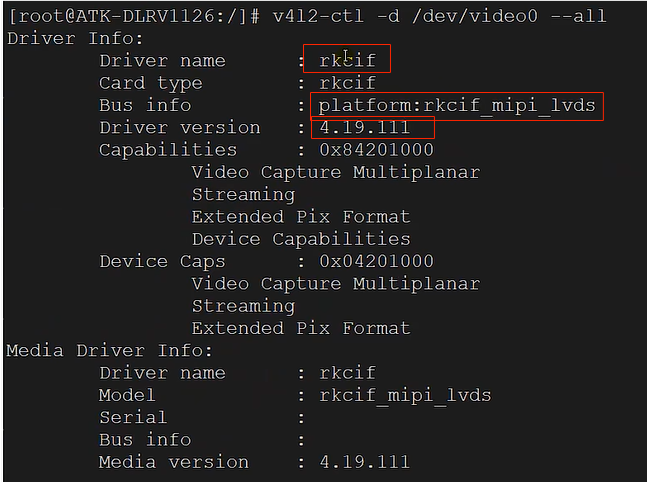 [root@ATK-DLRV1126:/]# v4l2-ctl -d /dev/video0 --all
Driver Info:
Driver name : rkcif
Card type : rkcif
Bus info : platform:rkcif_mipi_lvds
Driver version : 4.19.111
Capabilities : 0x84201000
Video Capture Multiplanar
Streaming
Extended Pix Format
Device Capabilities
Device Caps : 0x04201000
Video Capture Multiplanar
Streaming
Extended Pix Format
Media Driver Info:
Driver name : rkcif
Model : rkcif_mipi_lvds
Serial :
Bus info :
Media version : 4.19.111